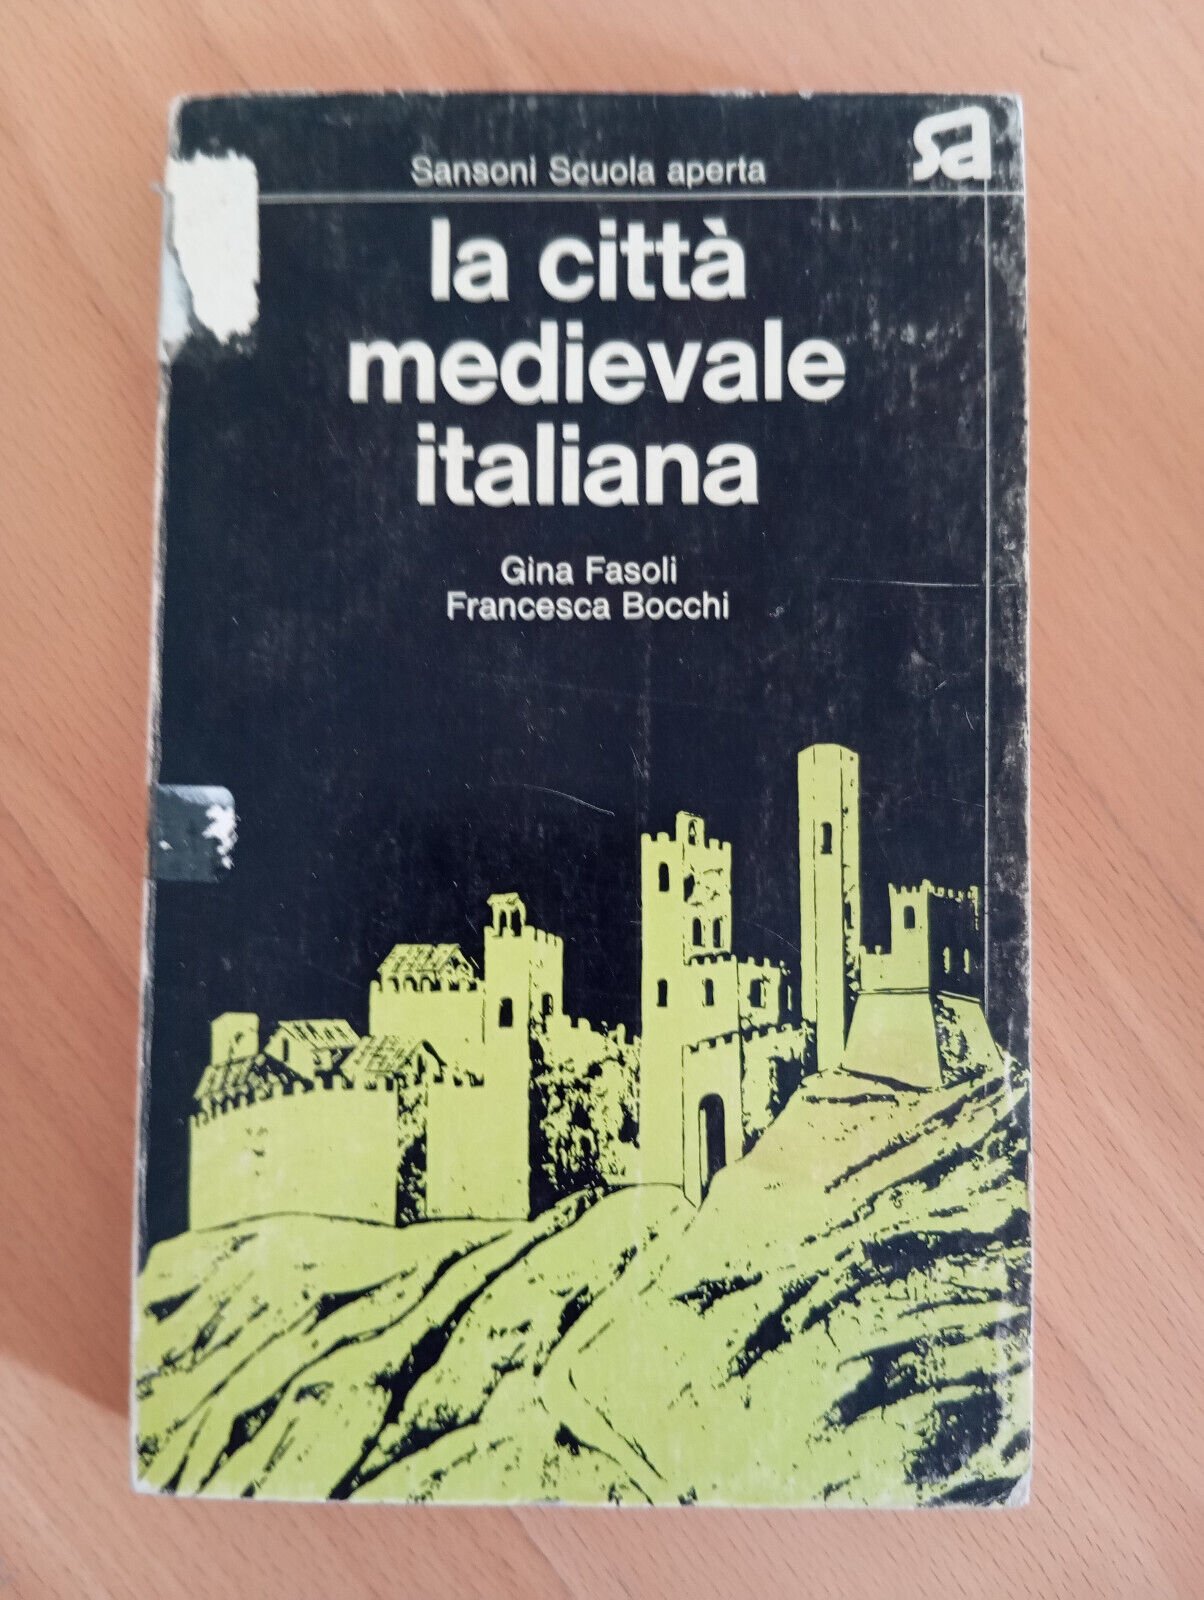 sa
Sansoni Scuola aperta
la città
medievale
italiana
Gina Fasoli
Francesca Bocchi